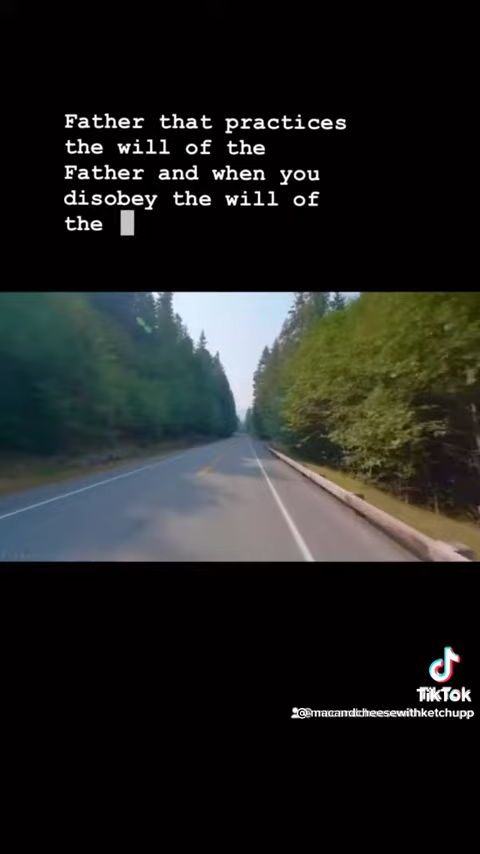 Father that practices
the will of the
Father and when you
disobey the will of
the
TikTok
@macandcheesewithketchupp